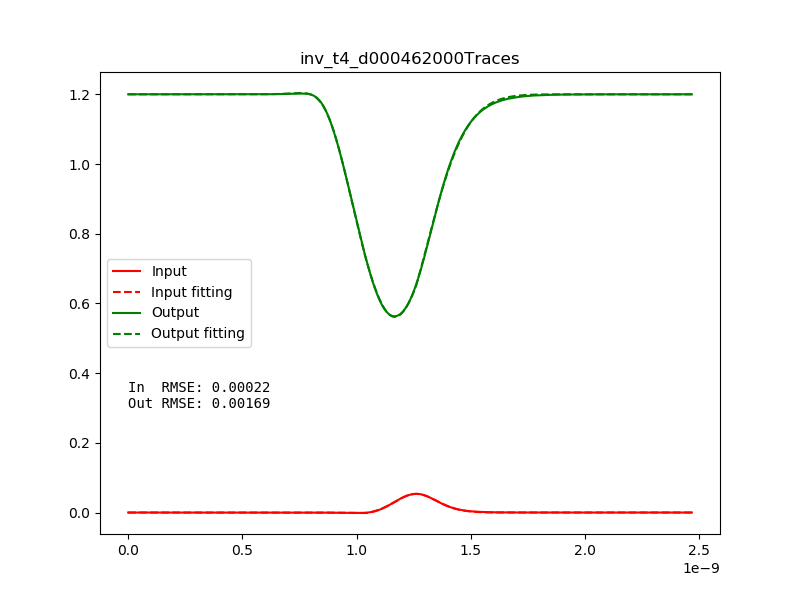 inv_t4_d000462000Traces
1.2
1.0
0.8
0.6
0.4
0.2
0.0
Input
Input fitting
Output
Output fitting
In  RMSE: 0.00022
Out RMSE: 0.00169
0.0 0.5 1.0 1.5 2.0 2.5
1e−9